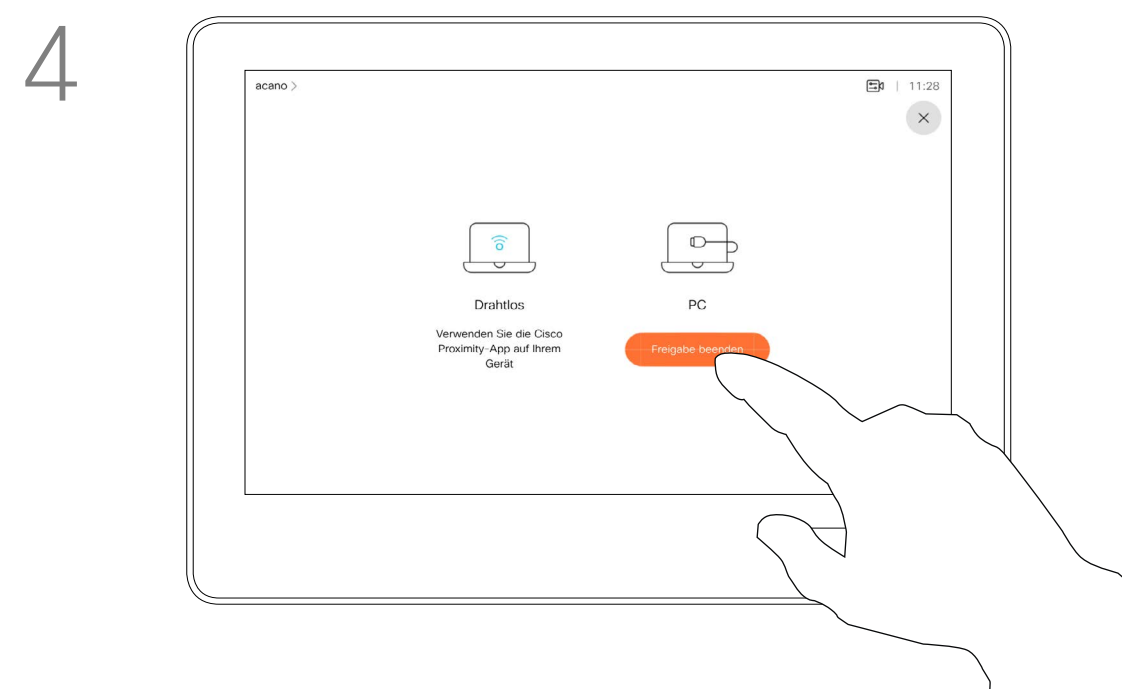 4
acano >
| 11:28
Drahtlos
PC
Verwenden Sie die Cisco
Proximity-App auf Ihrem
Gerät
Freigabe beenden